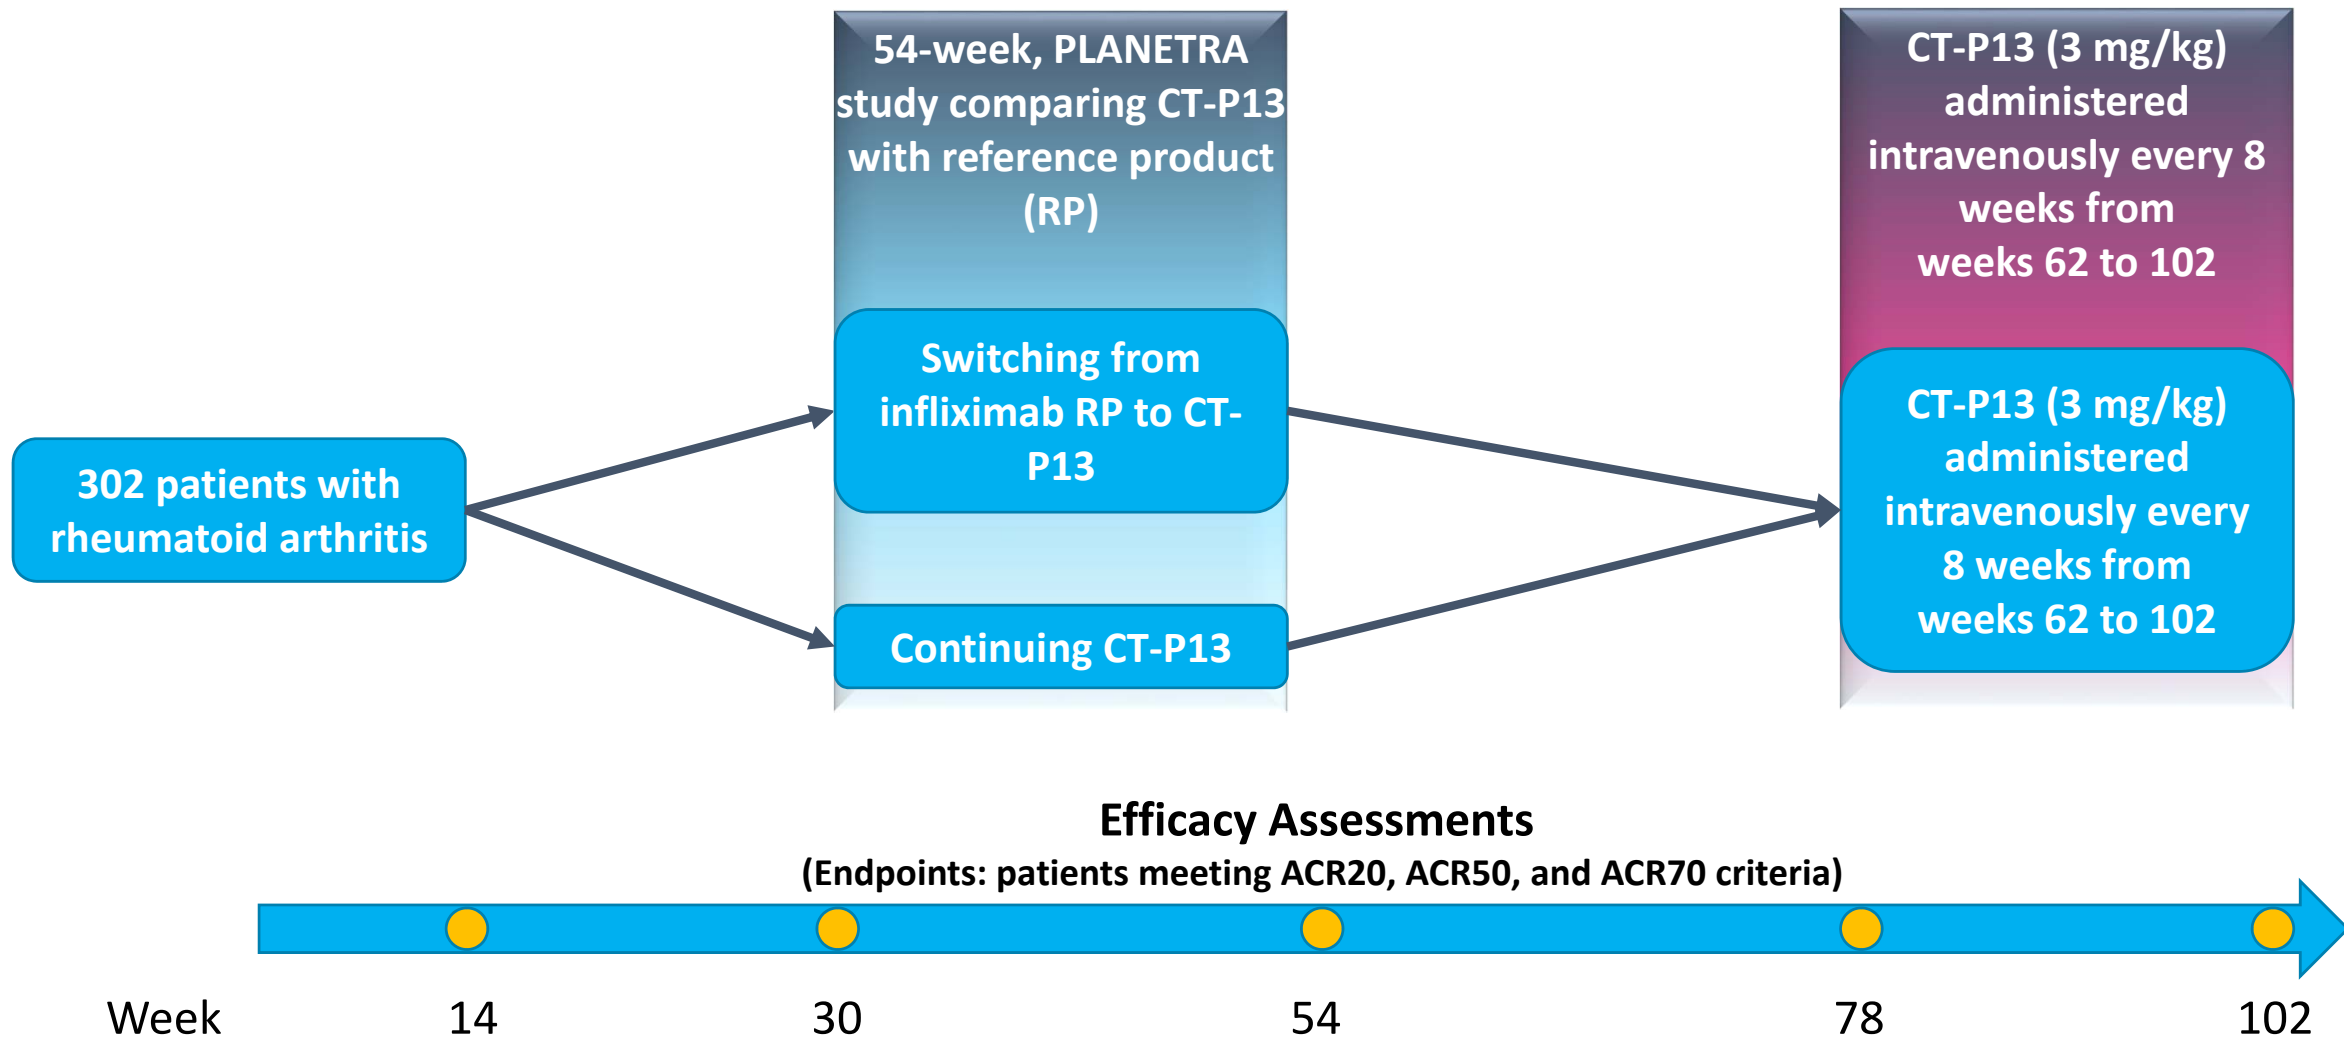 54-week, PLANETRA
study comparing CT-P13
with reference product
(RP)
CT-P13 (3 mg/kg)
administered
intravenously every 8
weeks from
weeks 62 to 102
302 patients with
rheumatoid arthritis
Switching from
infliximab RP to CT-
P13
Continuing CT-P13
CT-P13 (3 mg/kg)
administered
intravenously every
8 weeks from
weeks 62 to 102
Efficacy Assessments
(Endpoints: patients meeting ACR20, ACR50, and ACR70 criteria)
Week 14 30 54 78 102